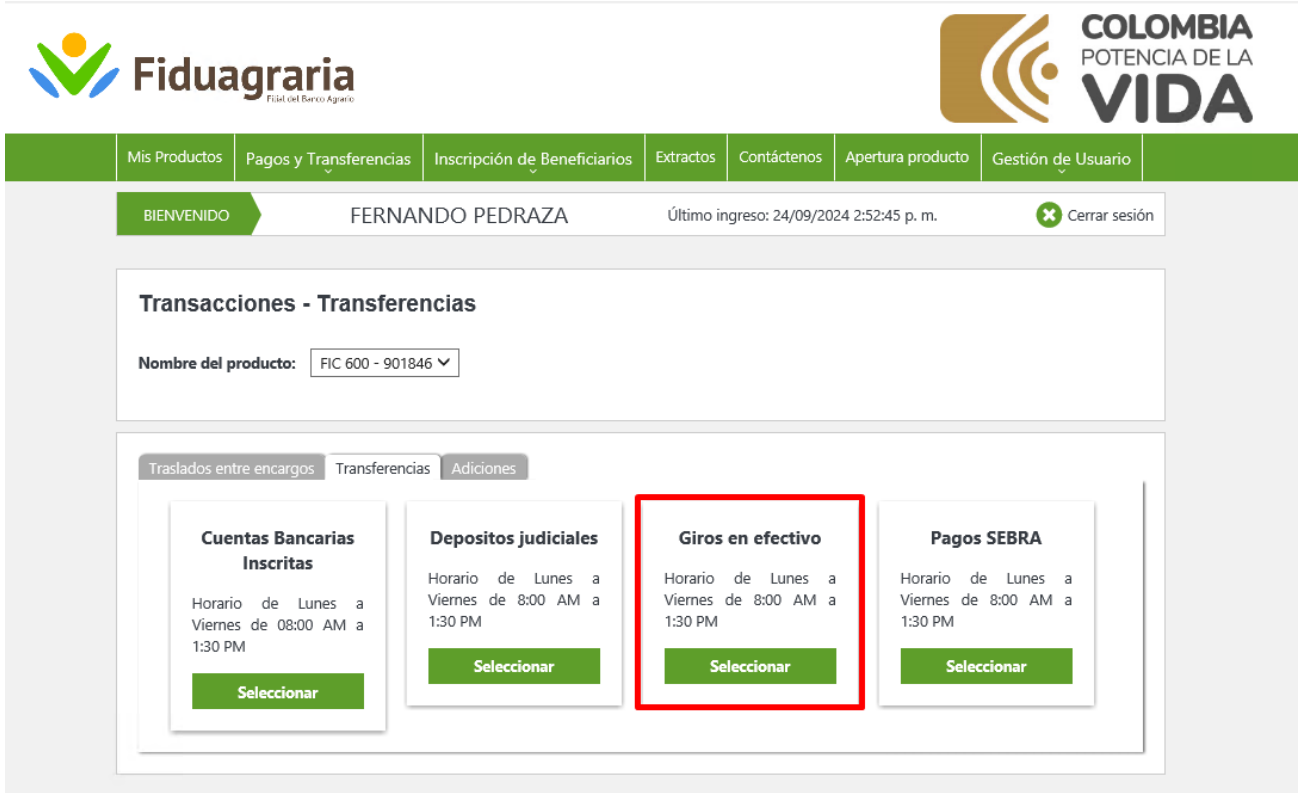 Fiduagraria
Filial del Banco Agrario
COLOMBIA
POTENCIA DE LA
VIDA
Mis Productos
Pagos y Transferencias
Inscripción de Beneficiarios
Extractos
Contáctenos
Apertura producto
Gestión de Usuario
BIENVENIDO
FERNANDO PEDRAZA
Último ingreso: 24/09/2024 2:52:45 p. m.
Cerrar sesión
Transacciones - Transferencias
Nombre del producto:
FIC 600 - 901846
Traslados entre encargos
Transferencias
Adiciones
Cuentas Bancarias
Inscritas
Horario de Lunes a
Viernes de 08:00 AM a
1:30 PM
Seleccionar
Depositos judiciales
Horario de Lunes a
Viernes de 8:00 AM a
1:30 PM
Seleccionar
Giros en efectivo
Horario de Lunes a
Viernes de 8:00 AM a
1:30 PM
Seleccionar
Pagos SEBRA
Horario de Lunes a
Viernes de 8:00 AM a
1:30 PM
Seleccionar